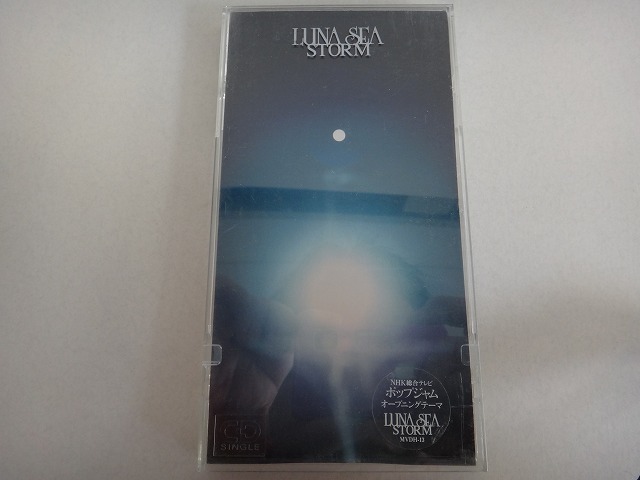 LUNA SEA
STORM
NHK総合テレビ
ポップジャム
オープニングテーマ
LUNA SEA
STORM
MVDH-13
CD
SINGLE